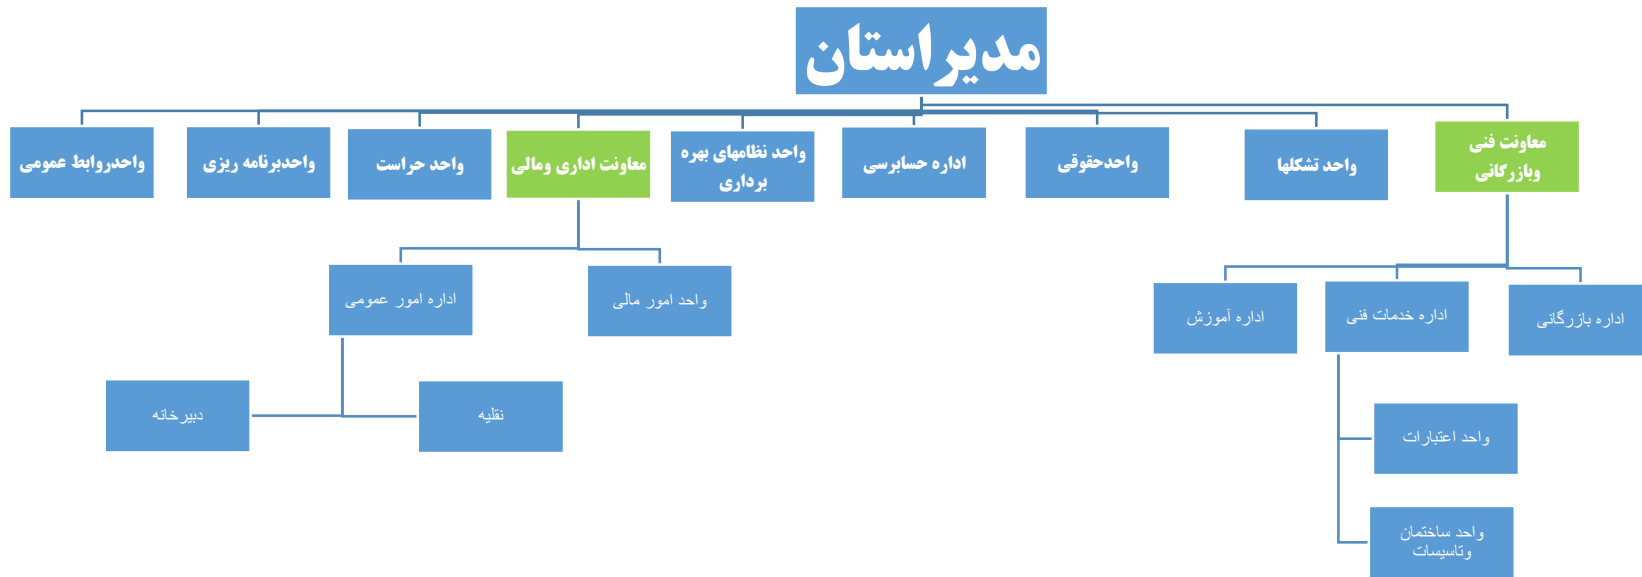 مدیراستان
معاونت فنی
وبازرگانی
واحد تشکلها
واحدحقوقی
اداره حسابرسی
واحد نظامهای بهره
برداری
معاونت اداری ومالی
واحد حراست
واحدبرنامه ریزی
واحدروابط عمومی
اداره بازرگانی
اداره خدمات فنی
اداره آموزش
واحد امور مالی
اداره امور عمومی
نقلیه
دبیرخانه
واحد اعتبارات
واحد ساختمان
وتاسیسات